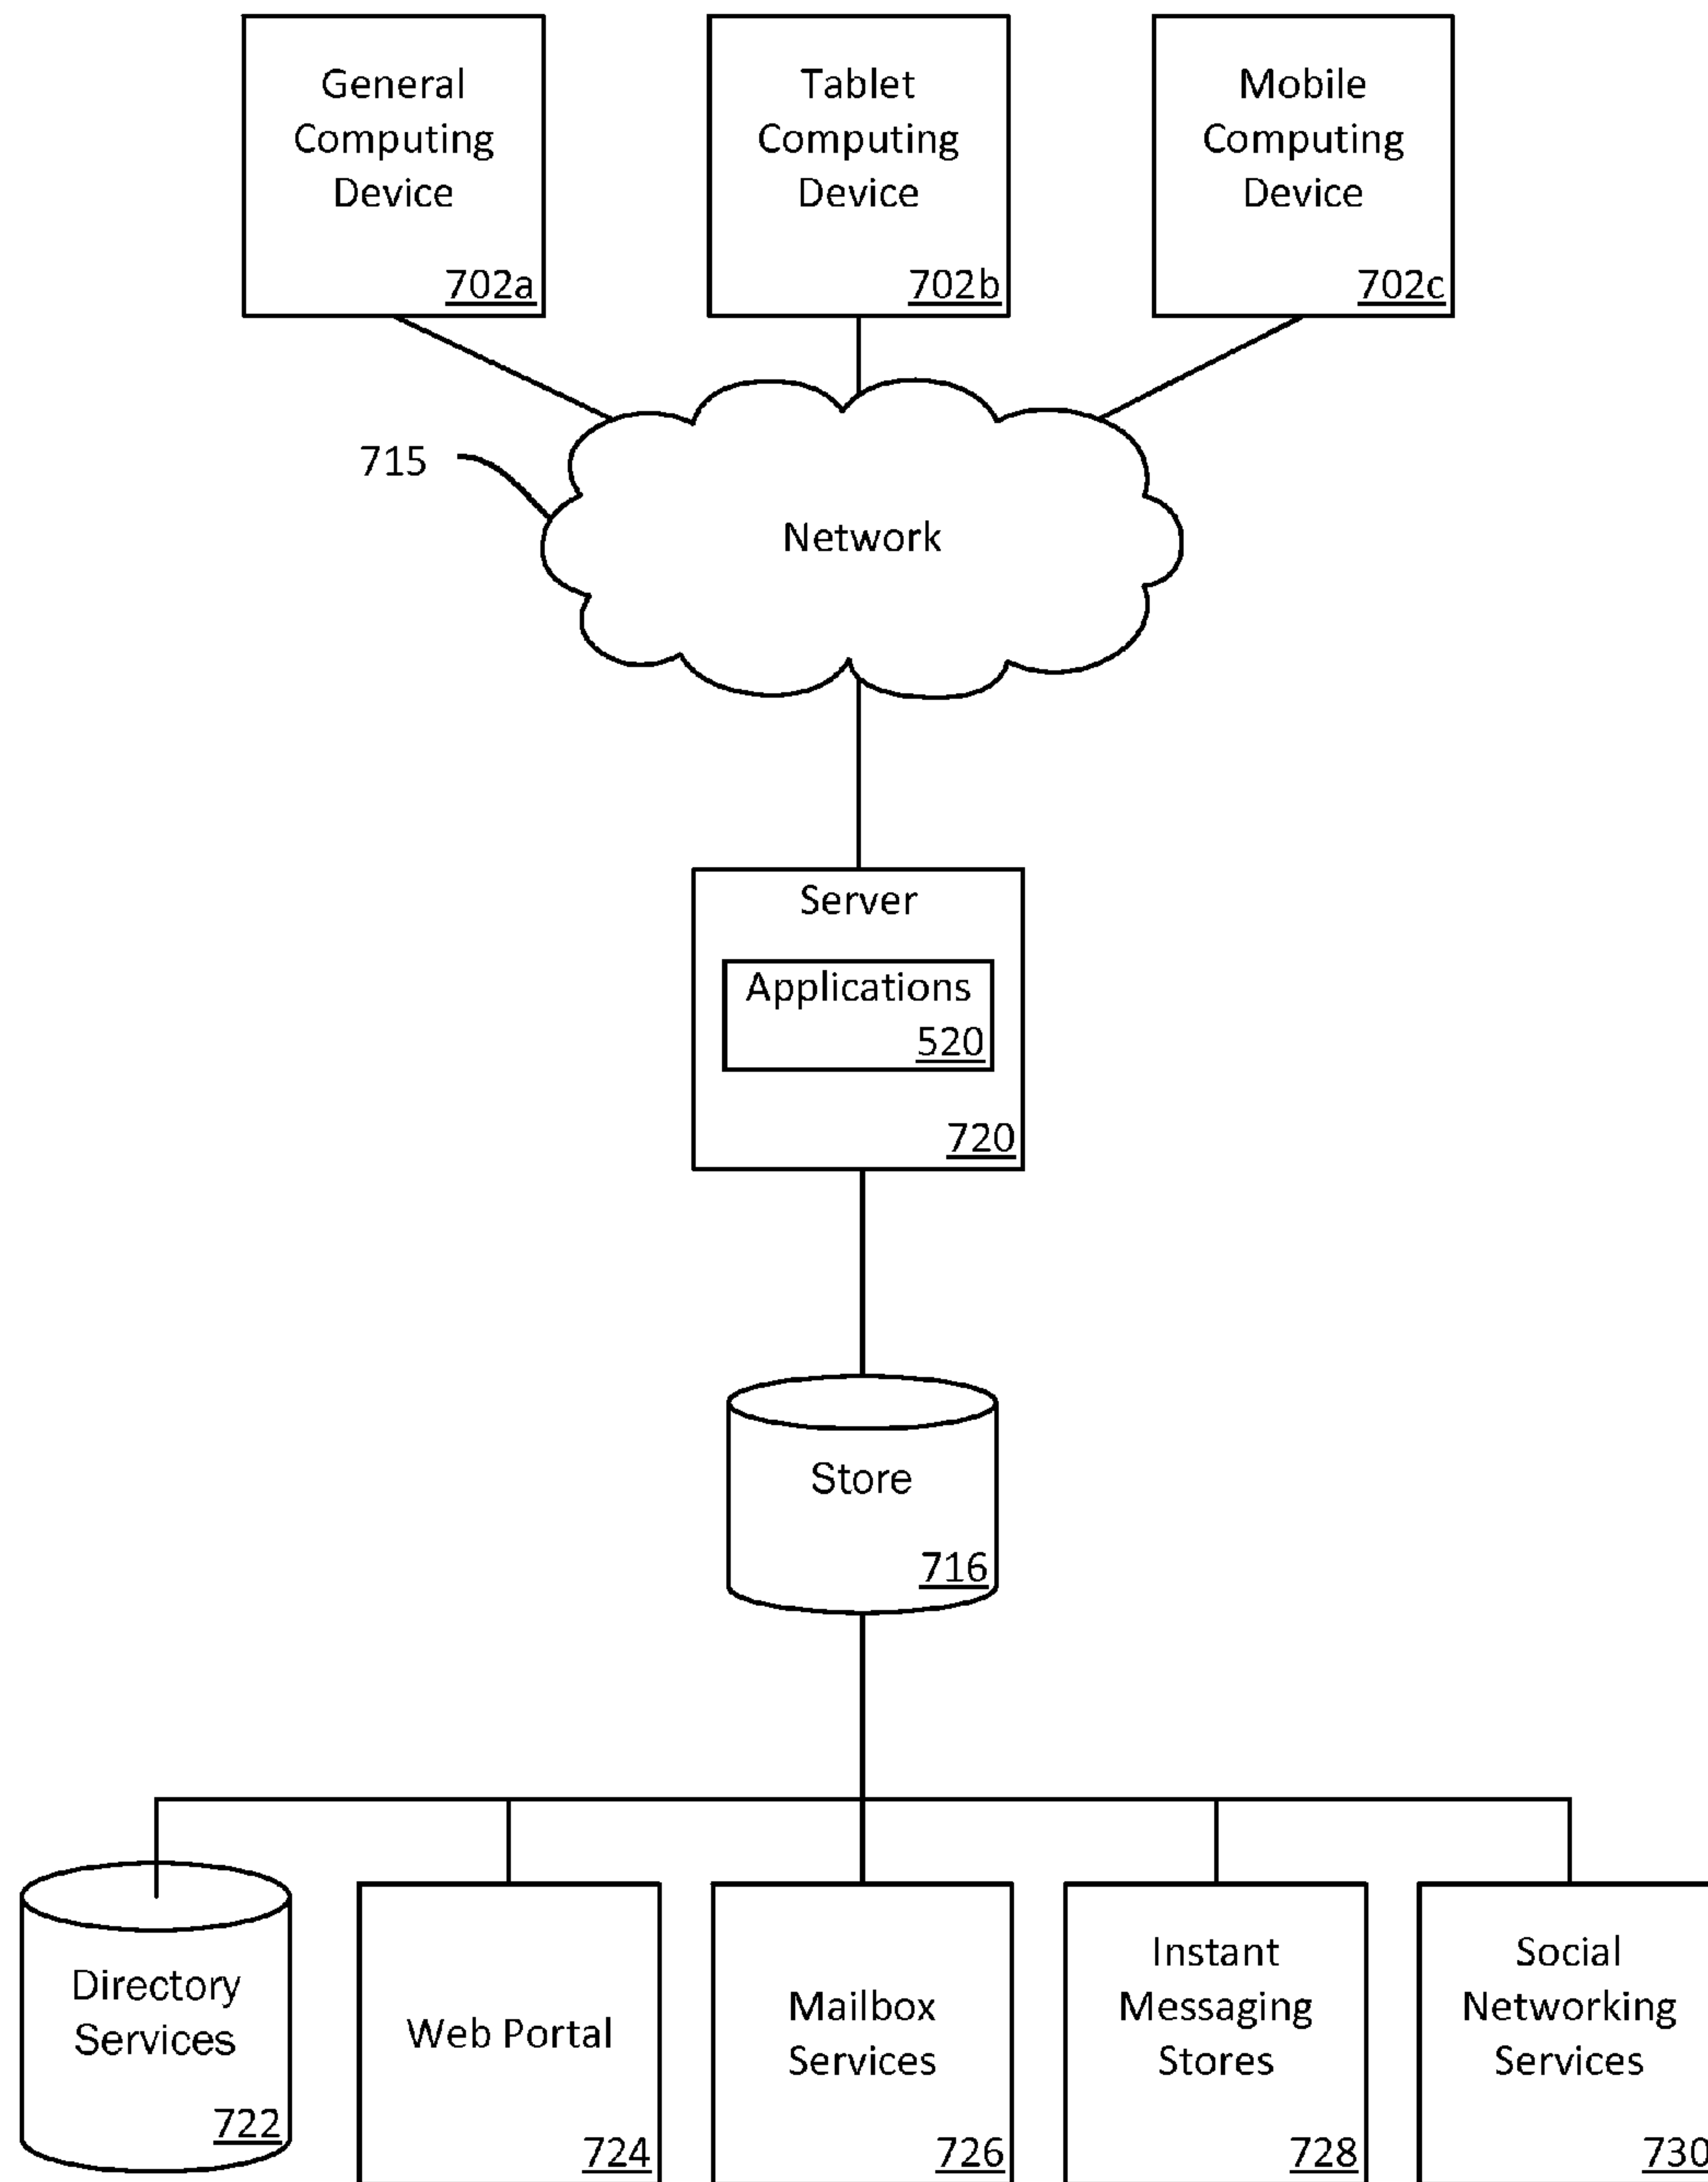 General
Computing
Device
702a
Tablet
Computing
Device
702b
Mobile
Computing
Device
702c
715
Network
Server
Applications
520
720
Store
716
Directory
Services
722
Web Portal
724
Mailbox
Services
726
Instant
Messaging
Stores
728
Social
Networking
Services
730